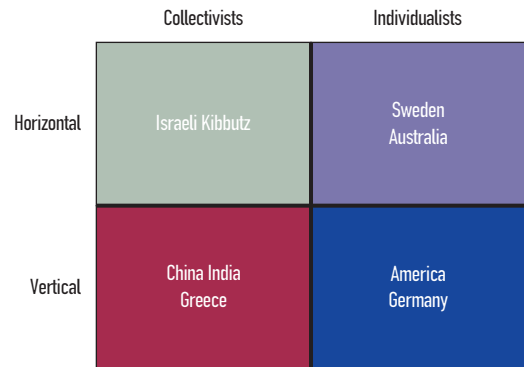 Collectivists
Individualists
Horizontal
Israeli Kibbutz
Sweden
Australia
Vertical
China India
Greece
America
Germany